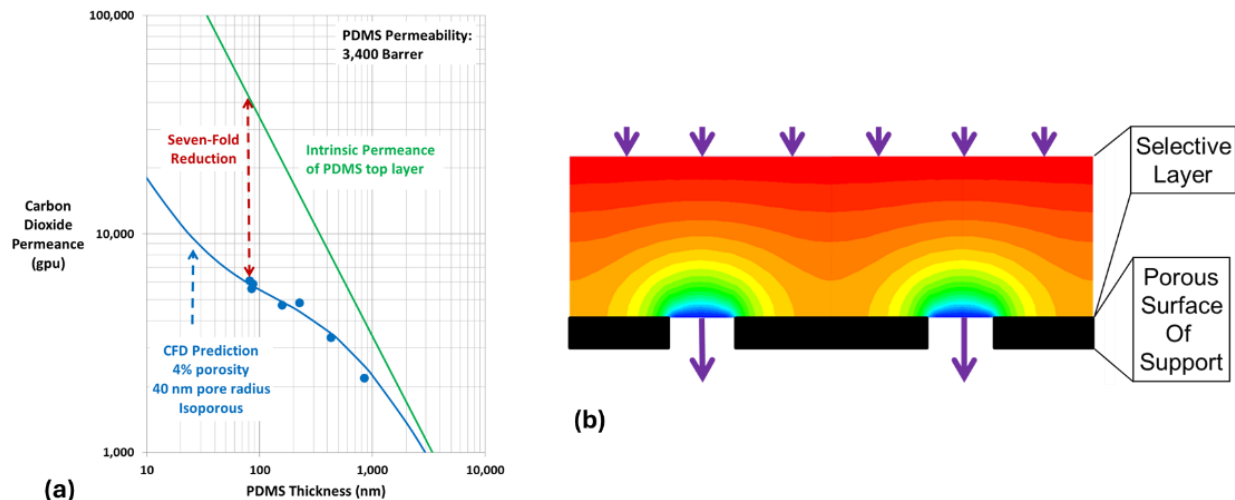 100,000
10,000
1,000
Carbon
Dioxide
Permeance
(gpu)
PDMS Permeability:
3,400 Barrer
Seven-Fold
Reduction
Intrinsic Permeance
of PDMS top layer
CFD Prediction
4% porosity
40 nm pore radius
Isoporous
10
100
1,000
10,000
PDMS Thickness (nm)
(a)
Selective
Layer
Porous
Surface
Of
Support
(b)